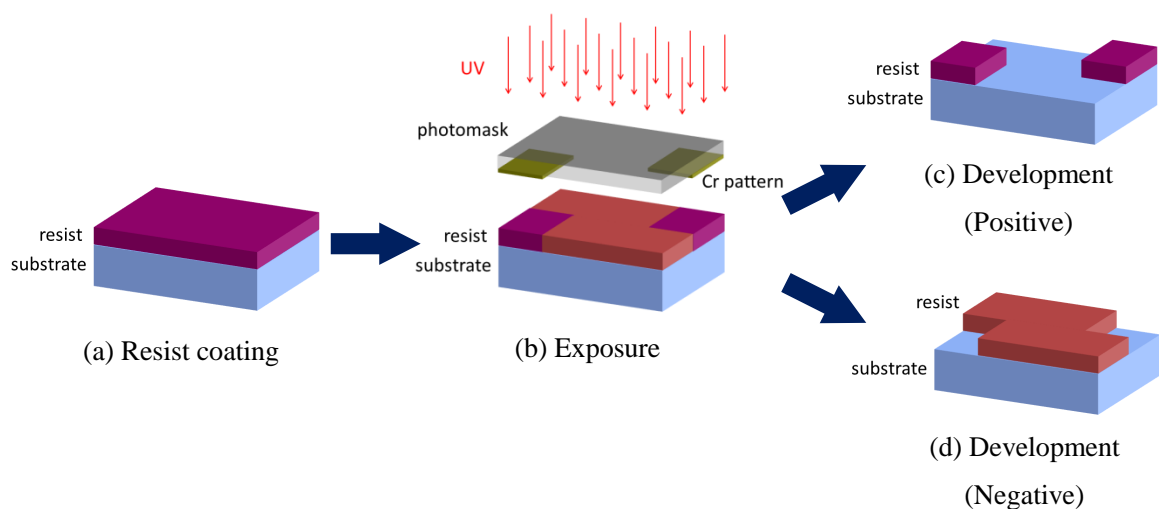 resist
substrate
(a) Resist coating
UV
photomask
Cr pattern
resist
substrate
(b) Exposure
resist
substrate
(c) Development
(Positive)
resist
substrate
(d) Development
(Negative)